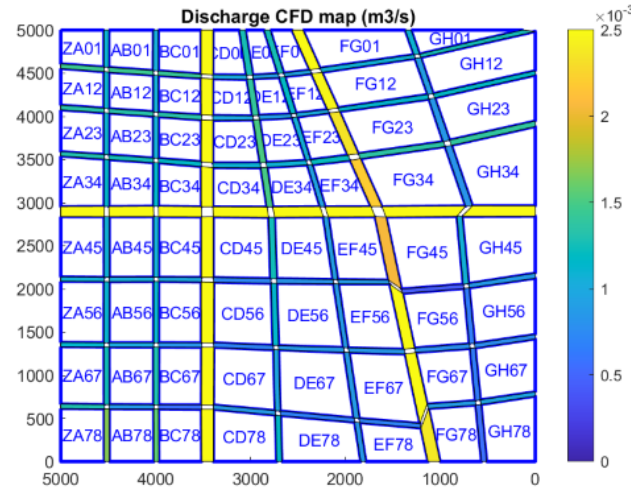 Discharge CFD map (m3/s)
×10⁻³
5000
4500
4000
3500
3000
2500
2000
1500
1000
500
0
ZA01 AB01 BC01 FG01 GH01
ZA12 AB12 BC12 CD12 DE12 EF12 FG12 GH12
ZA23 AB23 BC23 CD23 DE23 EF23 FG23 GH23
ZA34 AB34 BC34 CD34 DE34 EF34 FG34 GH34
ZA45 AB45 BC45 CD45 DE45 EF45 FG45 GH45
ZA56 AB56 BC56 CD56 DE56 EF56 FG56 GH56
ZA67 AB67 BC67 CD67 DE67 EF67 FG67 GH67
ZA78 AB78 BC78 CD78 DE78 EF78 FG78 GH78
5000 4000 3000 2000 1000 0
2.5
2
1.5
1
0.5
0